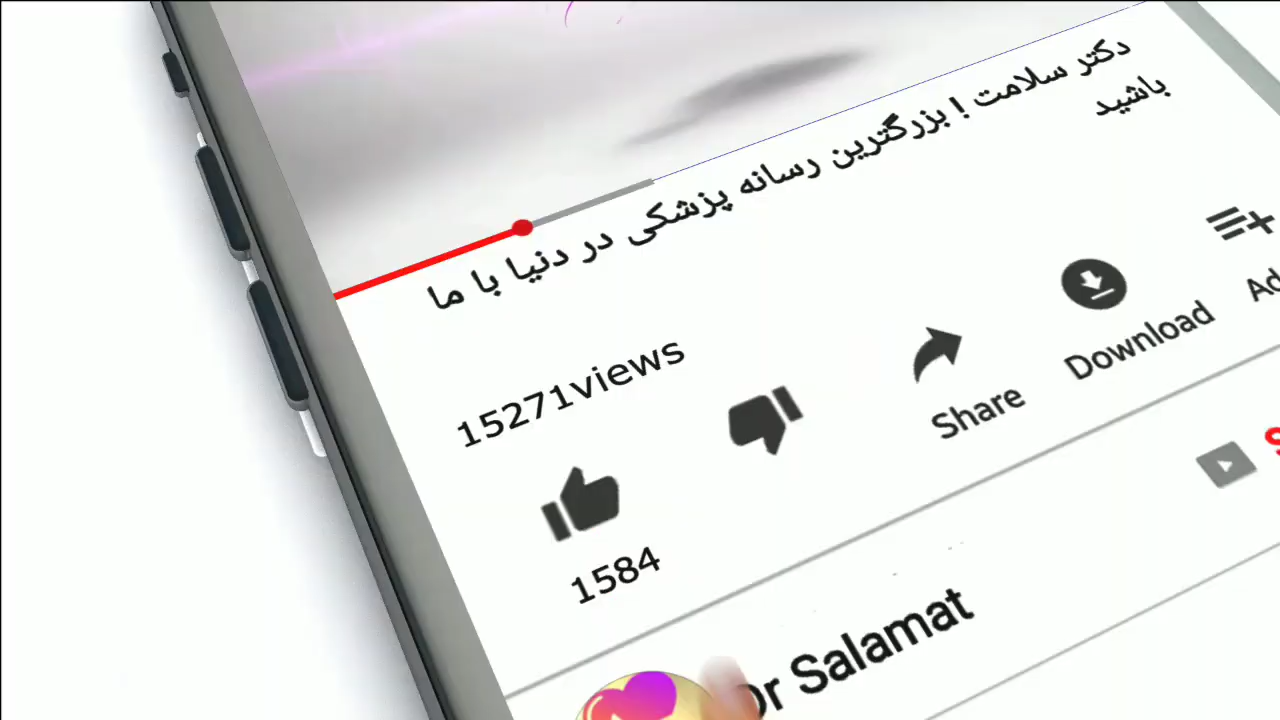 دکتر سلامت ! بزرگترین رسانه پزشکی در دنیا با ما
باشید
15271views
1584
Share
Download
Dr Salamat